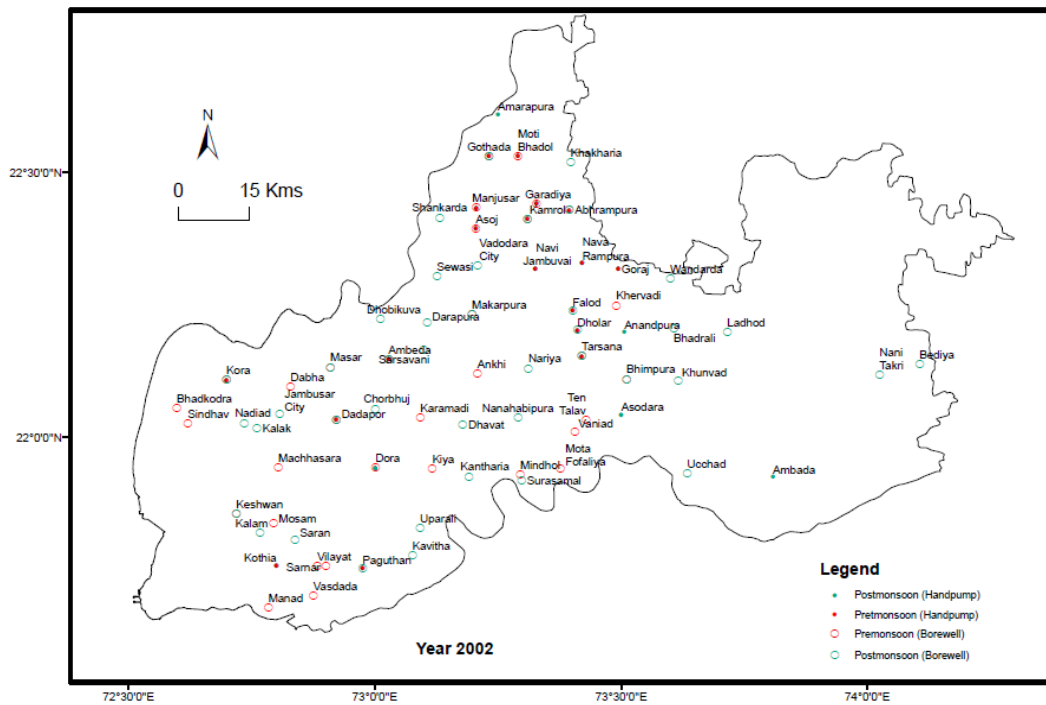 Amarapura
N
Moti
Gothada Bhadol
Khakharia
22°30'0"N
0 15 Kms
Manjusar Garadiya
Shankarda Kamrol Abhrampura
Asoj
Vadodara Navi Nava
City Jambuvai Rampura
Sewasi Goraj Wandarda
Dhobikuva Makarpura Falod Khervadi
Darapura Dholar Anandpura Ladhod
Bhadrali
Masar Ambeda Tarsana
Sarsavani Nani
Takri Bediya
Kora Dabha Ankhi Nariya Bhimpura Khunvad
Bhadkodra Jambusar Chorbhuj Ten
Sindhav Nadiad City Karamadi Nanahabipura Talav Asodara
Kalak Dadapor Dhavat Vaniad
22°0'0"N
Mota
Machhasara Dora Kiya Kantharia Mindhol Fofaliya
Surasamal Ucchad Ambada
Keshwan
Kalam Mosam Uparali
Saran
Kavitha
Kothia Vilayat Paguthan
Samar
Vasdada
Manad
Legend
Postmonsoon (Handpump)
Pretmonsoon (Handpump)
Premonsoon (Borewell)
Postmonsoon (Borewell)
Year 2002
72°30'0"E 73°0'0"E 73°30'0"E 74°0'0"E